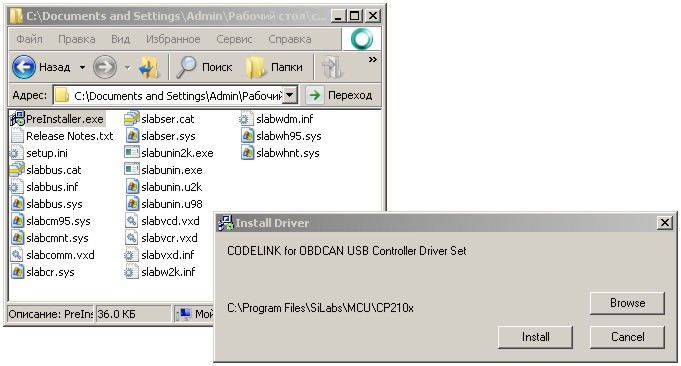 C:\Documents and Settings\Admin\Рабочий стол\с...
Файл Правка Вид Избранное Сервис Справка
Назад Поиск Папки »
Адрес: C:\Documents and Settings\Admin\Рабочий Переход
PreInstaller.exe
Release Notes.txt
setup.ini
slabbus.cat
slabbus.inf
slabbus.sys
slabcm95.sys
slabcmnt.sys
slabcomm.vxd
slabcr.sys
slabser.cat
slabser.sys
slabunin2k.exe
slabunin.exe
slabunin.u2k
slabunin.u98
slabvcd.vxd
slabvcr.vxd
slabvxd.inf
slabw2k.inf
slabwdm.inf
slabwh95.sys
slabwhnt.sys
Описание: PreIns 36.0 КБ Мой
Install Driver
CODELINK for OBDCAN USB Controller Driver Set
C:\Program Files\SiLabs\MCU\CP210x
Browse
Install Cancel